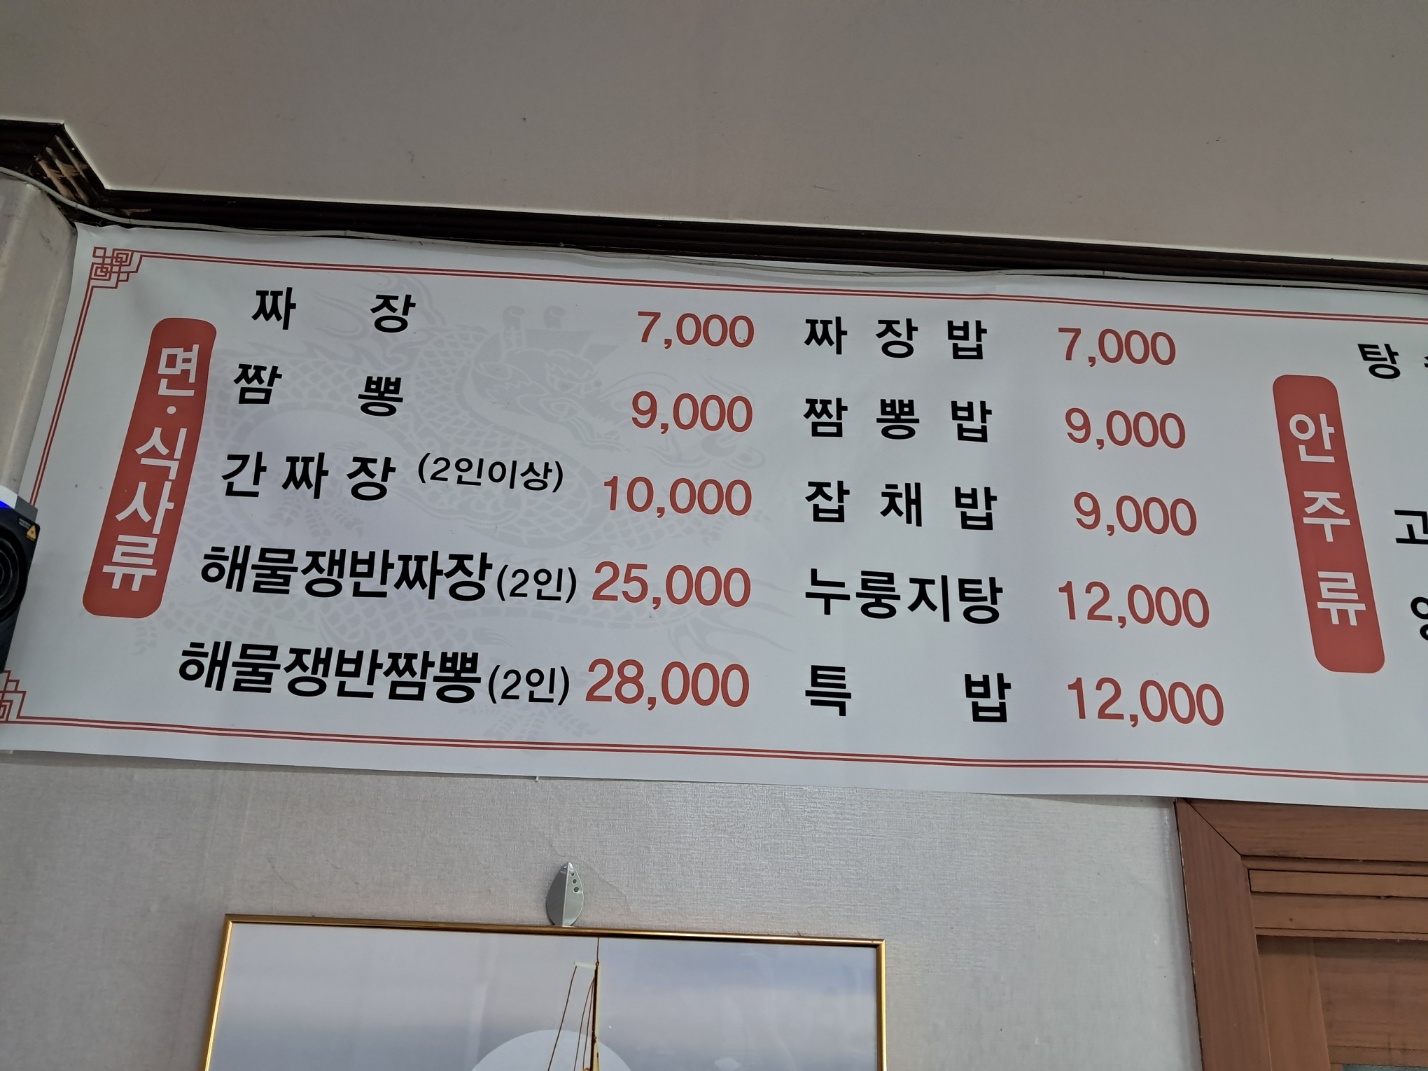 면·식사류
짜 장 7,000
짬 뽕 9,000
간 짜 장 (2인이상) 10,000
해물쟁반짜장(2인) 25,000
해물쟁반짬뽕(2인) 28,000
짜 장 밥 7,000
짬 뽕 밥 9,000
잡 채 밥 9,000
누룽지탕 12,000
특 밥 12,000
안주류
탕
고